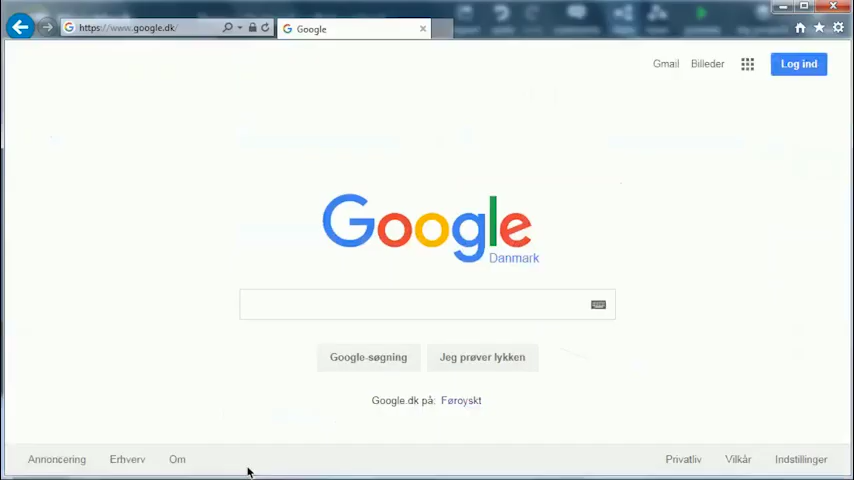 https://www.google.dk/
Google
Gmail Billeder Log ind
Google
Danmark
Google-søgning Jeg prøver lykken
Google.dk på: Føroyskt
Annoncering Erhverv Om Privatliv Vilkår Indstillinger